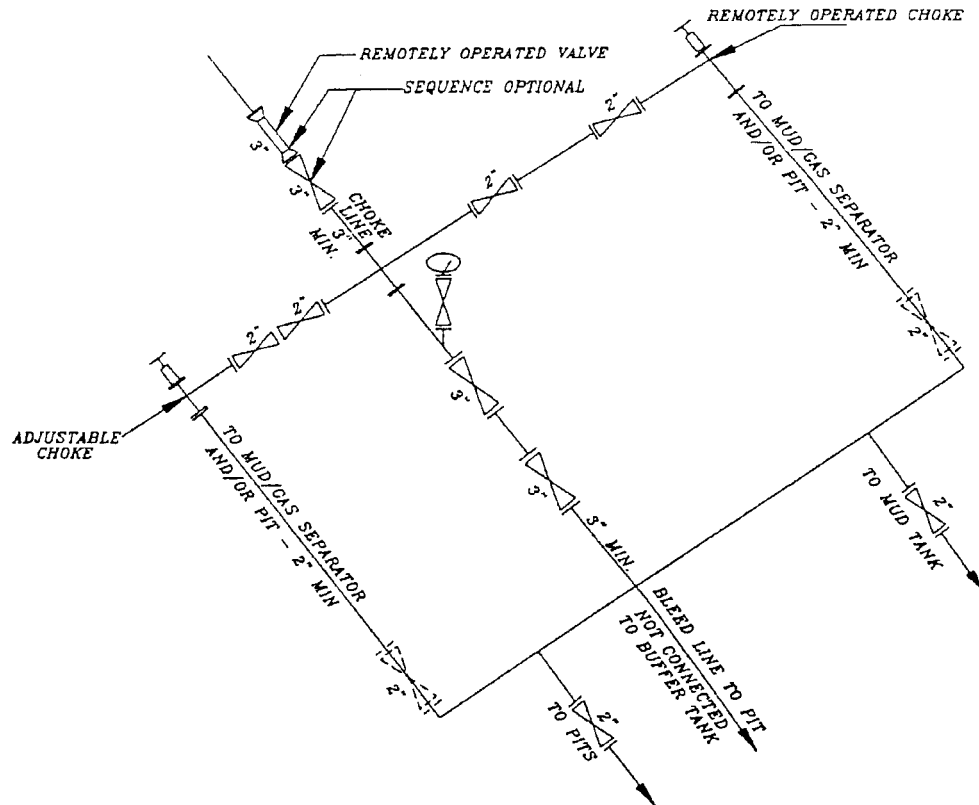 REMOTELY OPERATED CHOKE
REMOTELY OPERATED VALVE
SEQUENCE OPTIONAL
3"
3"
CHOKE
LINE
3"
MIN.
2"
2"
2"
2"
TO MUD/GAS SEPARATOR
AND/OR PIT - 2" MIN
2"
ADJUSTABLE
CHOKE
3"
3"
3" MIN.
TO MUD/GAS SEPARATOR
AND/OR PIT - 2" MIN
2"
2"
TO MUD TANK
BLEED LINE TO PIT
NOT CONNECTED
TO BUFFER TANK
2"
TO PITS